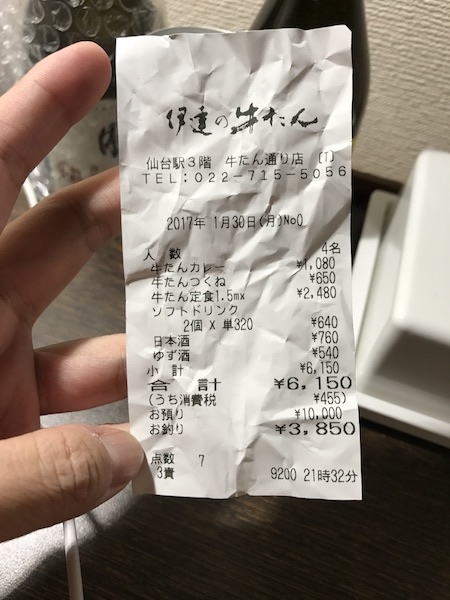 伊達の牛たん
仙台駅3階 牛たん通り店 (T)
TEL:022-715-5056
2017年 1月30日(月)No0
人 数 4名
牛たんカレー ¥1,080
牛たんつくね ¥650
牛たん定食1.5mx ¥2,480
ソフトドリンク
2個 X 単320 ¥640
日本酒 ¥760
ゆず酒 ¥540
小 計 ¥6,150
合 計 ¥6,150
(うち消費税 ¥455)
お預り ¥10,000
お釣り ¥3,850
点数 7
3責 9200 21時32分